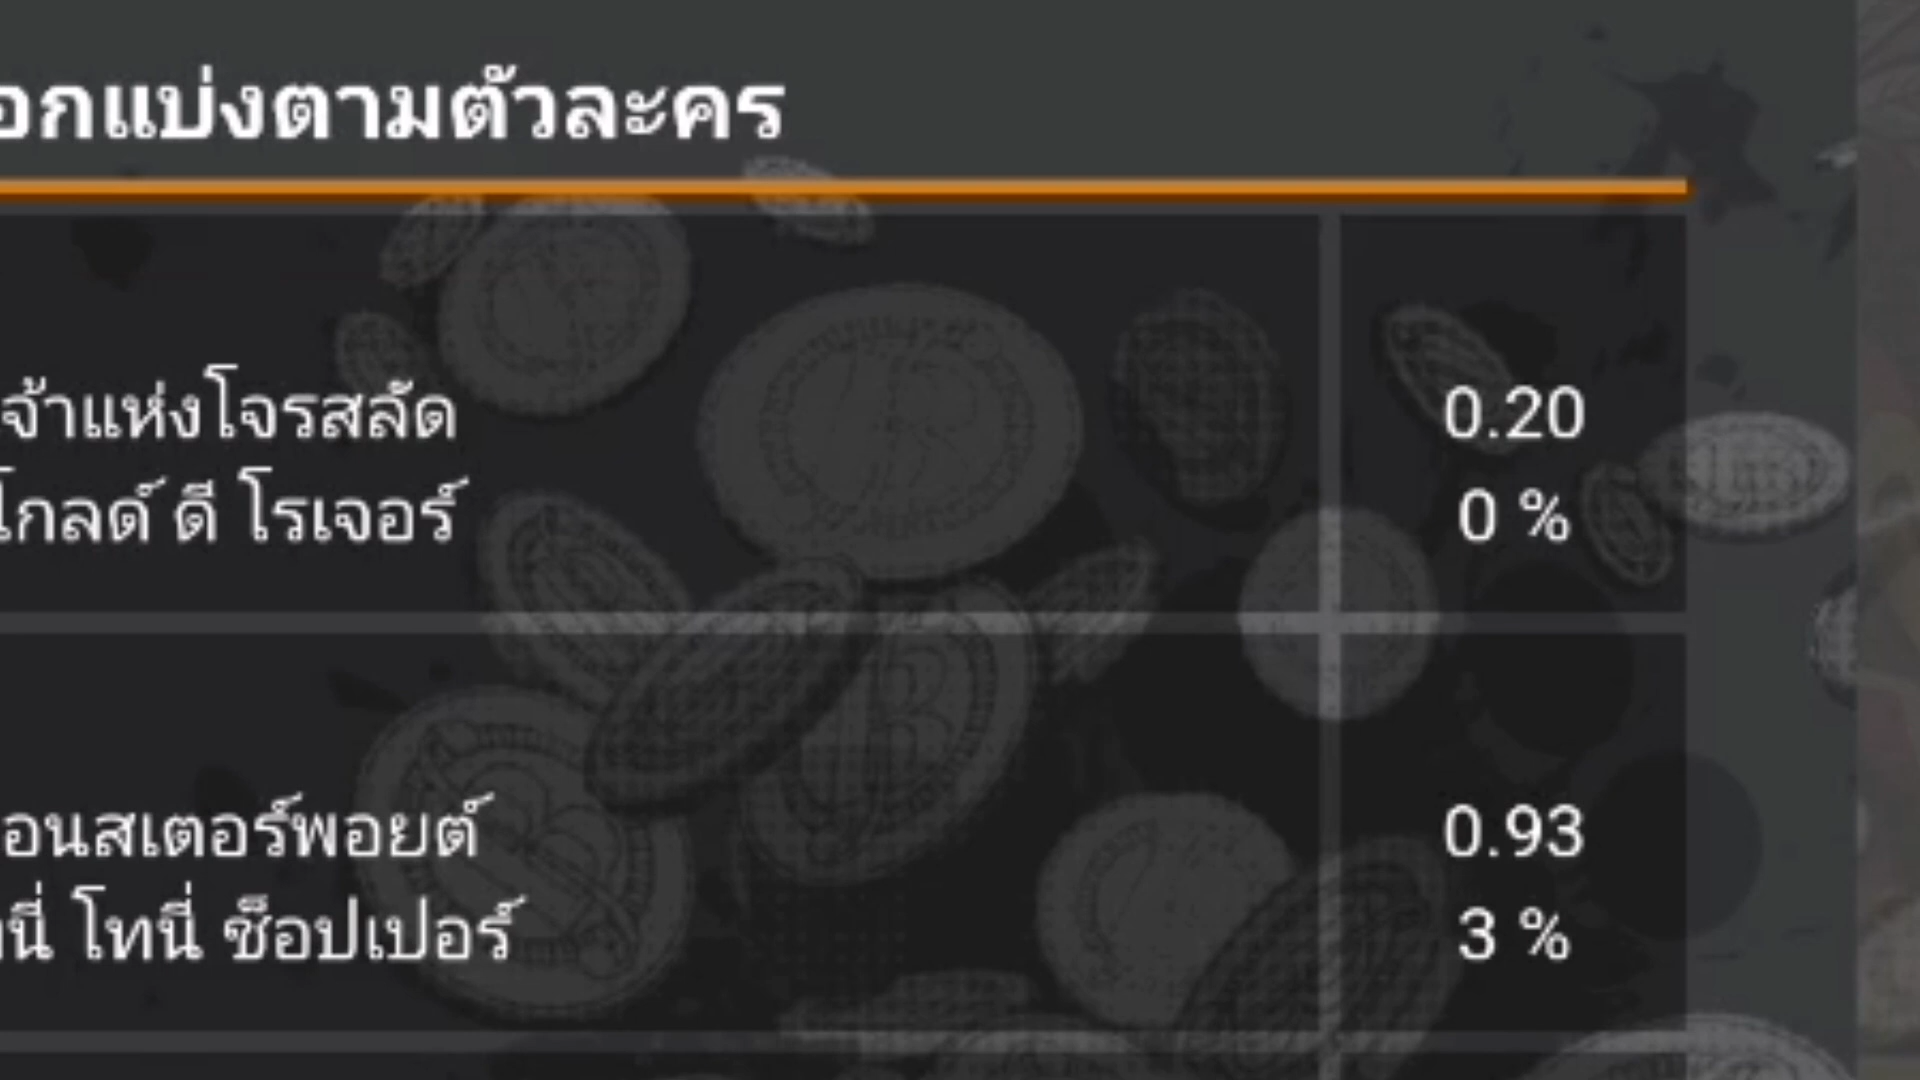 อกแบ่งตามตัวละคร
จ้าแห่งโจรสลัด
0.20
โกลด์ ดี โรเจอร์
0 %
อนสเตอร์พอยต์
0.93
นี่ โทนี่ ช็อปเปอร์
3 %